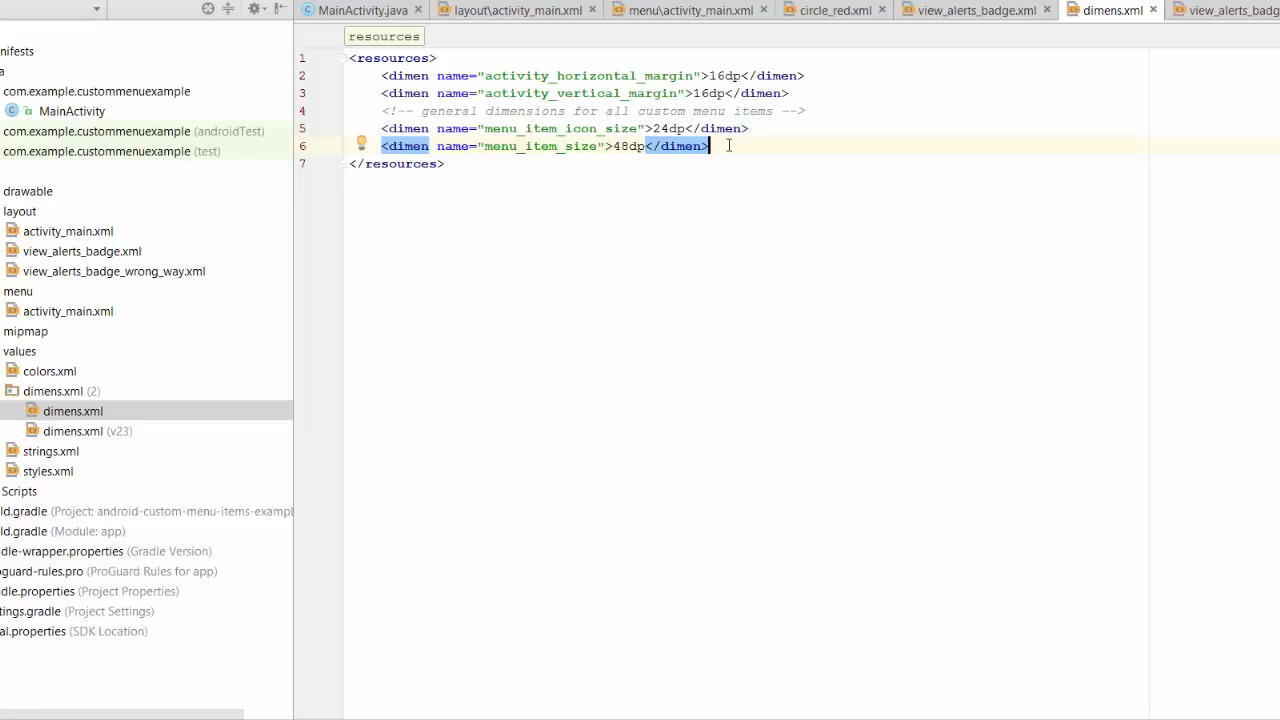 MainActivity.java
layout\activity_main.xml
menu\activity_main.xml
circle_red.xml
view_alerts_badge.xml
dimens.xml
view_alerts_bad
resources
nifests
a
com.example.custommenuexample
MainActivity
com.example.custommenuexample (androidTest)
com.example.custommenuexample (test)
drawable
layout
activity_main.xml
view_alerts_badge.xml
view_alerts_badge_wrong_way.xml
menu
activity_main.xml
mipmap
values
colors.xml
dimens.xml (2)
dimens.xml
dimens.xml (v23)
strings.xml
styles.xml
Scripts
ld.gradle (Project: android-custom-menu-items-exampl
ld.gradle (Module: app)
dle-wrapper.properties (Gradle Version)
guard-rules.pro (ProGuard Rules for app)
dle.properties (Project Properties)
tings.gradle (Project Settings)
al.properties (SDK Location)
1 <resources>
2 <dimen name="activity_horizontal_margin">16dp</dimen>
3 <dimen name="activity_vertical_margin">16dp</dimen>
4 <!-- general dimensions for all custom menu items -->
5 <dimen name="menu_item_icon_size">24dp</dimen>
6 <dimen name="menu_item_size">48dp</dimen>
7 </resources>